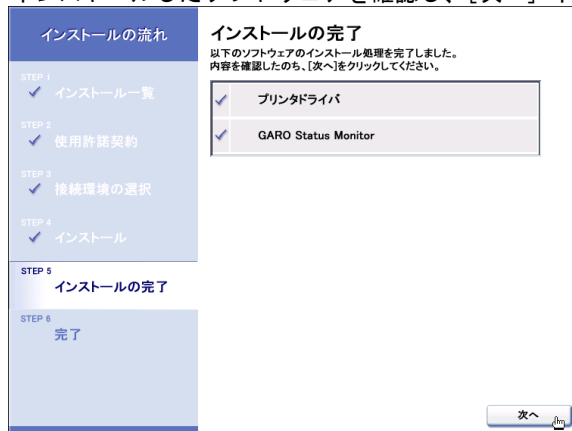 インストールの流れ
STEP 1
インストール一覧
STEP 2
使用許諾契約
STEP 3
接続環境の選択
STEP 4
インストール
STEP 5
インストールの完了
STEP 6
完了
インストールの完了
以下のソフトウェアのインストール処理を完了しました。
内容を確認したのち、[次へ]をクリックしてください。
プリンタドライバ
GARO Status Monitor
次へ